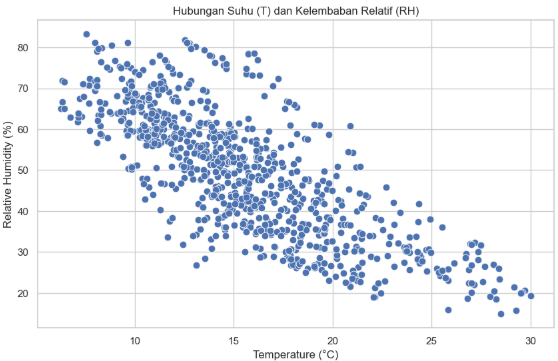 Hubungan Suhu (T) dan Kelembaban Relatif (RH)
80
70
60
50
40
30
20
Relative Humidity (%)
10 15 20 25 30
Temperature (°C)